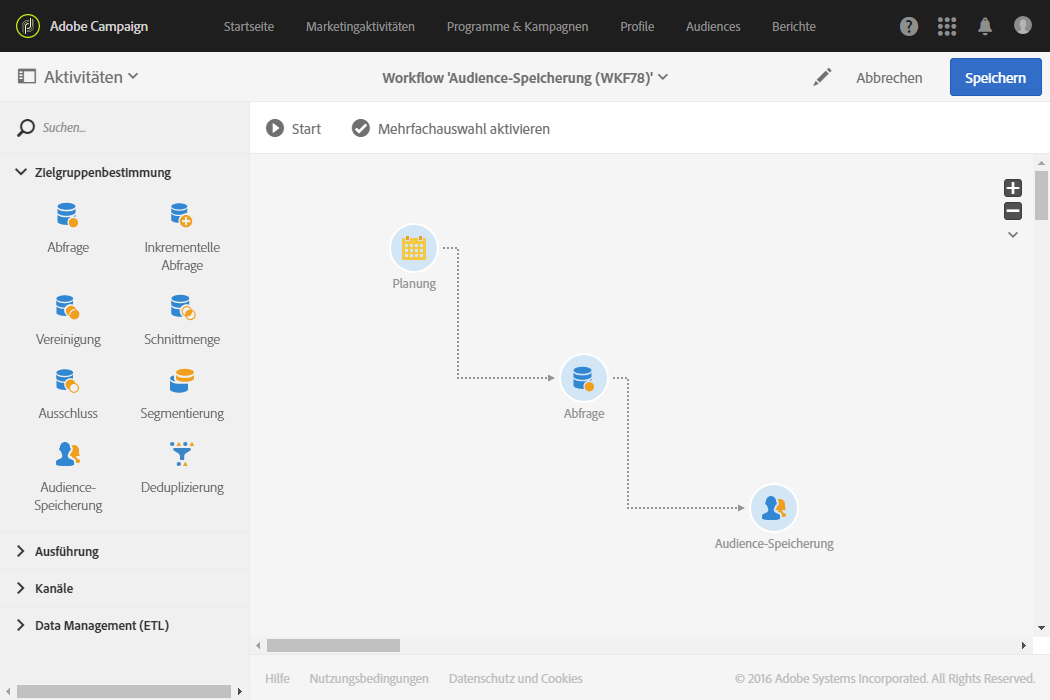 Adobe Campaign
Startseite
Marketingaktivitäten
Programme & Kampagnen
Profile
Audiences
Berichte
Aktivitäten
Workflow 'Audience-Speicherung (WKF78)'
Abbrechen
Speichern
Suchen...
Start
Mehrfachauswahl aktivieren
Zielgruppenbestimmung
Abfrage
Inkrementelle
Abfrage
Vereinigung
Schnittmenge
Ausschluss
Segmentierung
Audience-
Speicherung
Deduplizierung
Ausführung
Kanäle
Data Management (ETL)
Planung
Abfrage
Audience-Speicherung
Hilfe
Nutzungsbedingungen
Datenschutz und Cookies
© 2016 Adobe Systems Incorporated. All Rights Reserved.